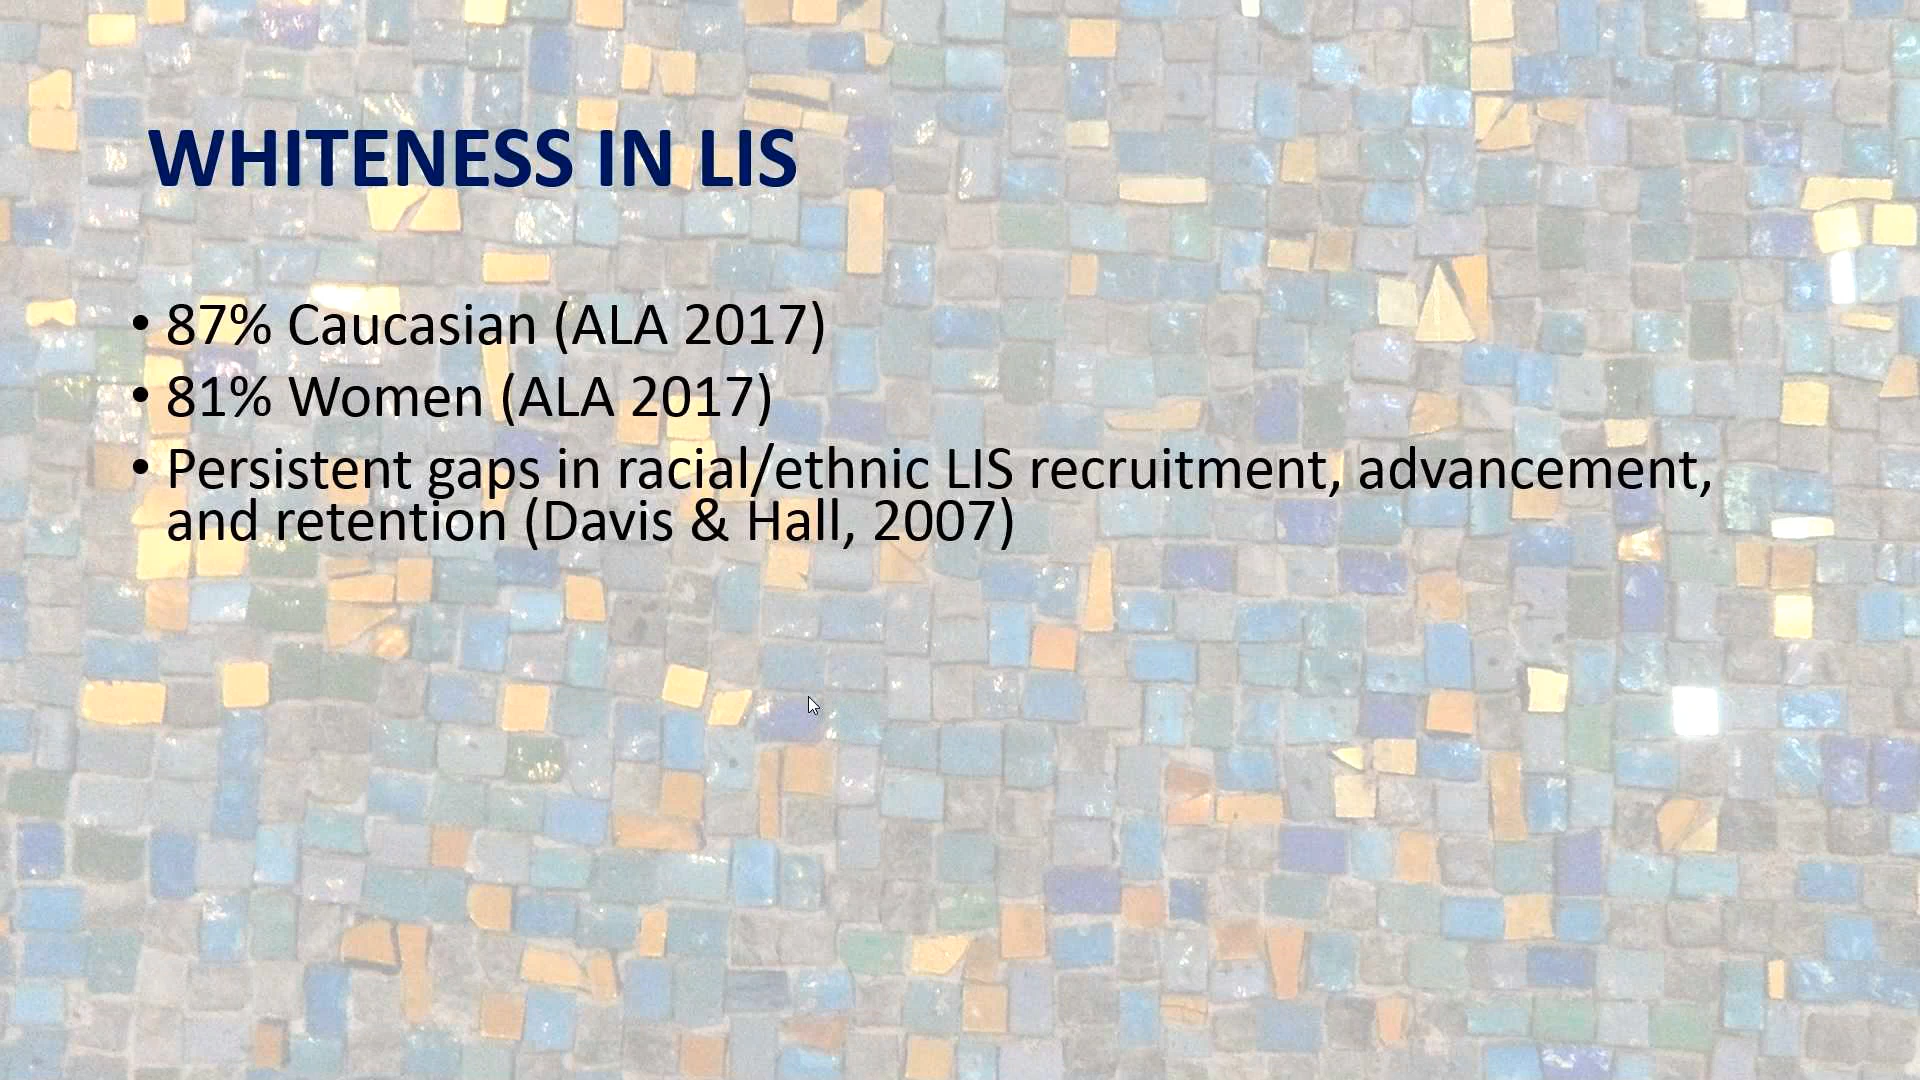 WHITENESS IN LIS
• 87% Caucasian (ALA 2017)
• 81% Women (ALA 2017)
• Persistent gaps in racial/ethnic LIS recruitment, advancement,
and retention (Davis & Hall, 2007)